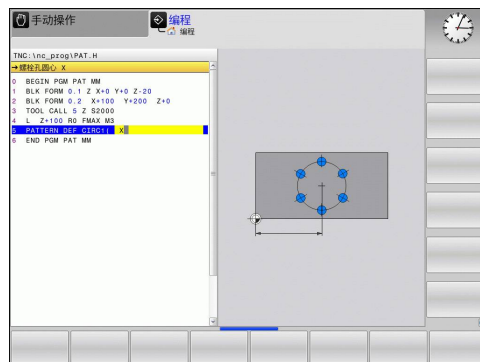 手动操作
编程
编程
TNC:\nc_prog\PAT.H
→螺栓孔圆心 X
0 BEGIN PGM PAT MM
1 BLK FORM 0.1 Z X+0 Y+0 Z-20
2 BLK FORM 0.2 X+100 Y+200 Z+0
3 TOOL CALL 5 Z S2000
4 L Z+100 R0 FMAX M3
5 PATTERN DEF CIRC1( X
6 END PGM PAT MM